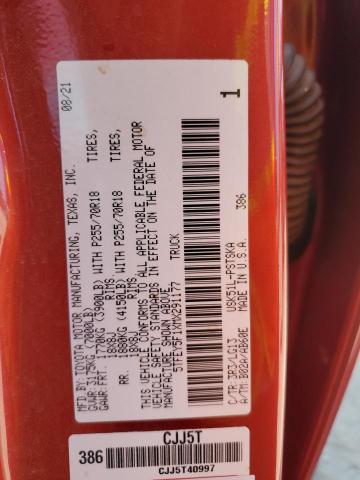 MFD. BY TOYOTA MOTOR MANUFACTURING, TEXAS, INC. 08/21
GVWR: 3175KG (7000LB)
GAWR: FRT. 1770KG (3900LB) WITH P255/70R18 TIRES,
18X8J RIMS
RR. 1880KG (4150LB) WITH P255/70R18 TIRES,
18X8J RIMS
THIS VEHICLE CONFORMS TO ALL APPLICABLE FEDERAL MOTOR
VEHICLE SAFETY STANDARDS IN EFFECT ON THE DATE OF
MANUFACTURE SHOWN ABOVE.
5TFEY5F1XMX291177 TRUCK
386
1
USK51L-PSTSKA
C/TR:3R3/LG13
A/TM:B02A/AB60E MADE IN U.S.A.
386
CJJ5T
CJJ5T40997